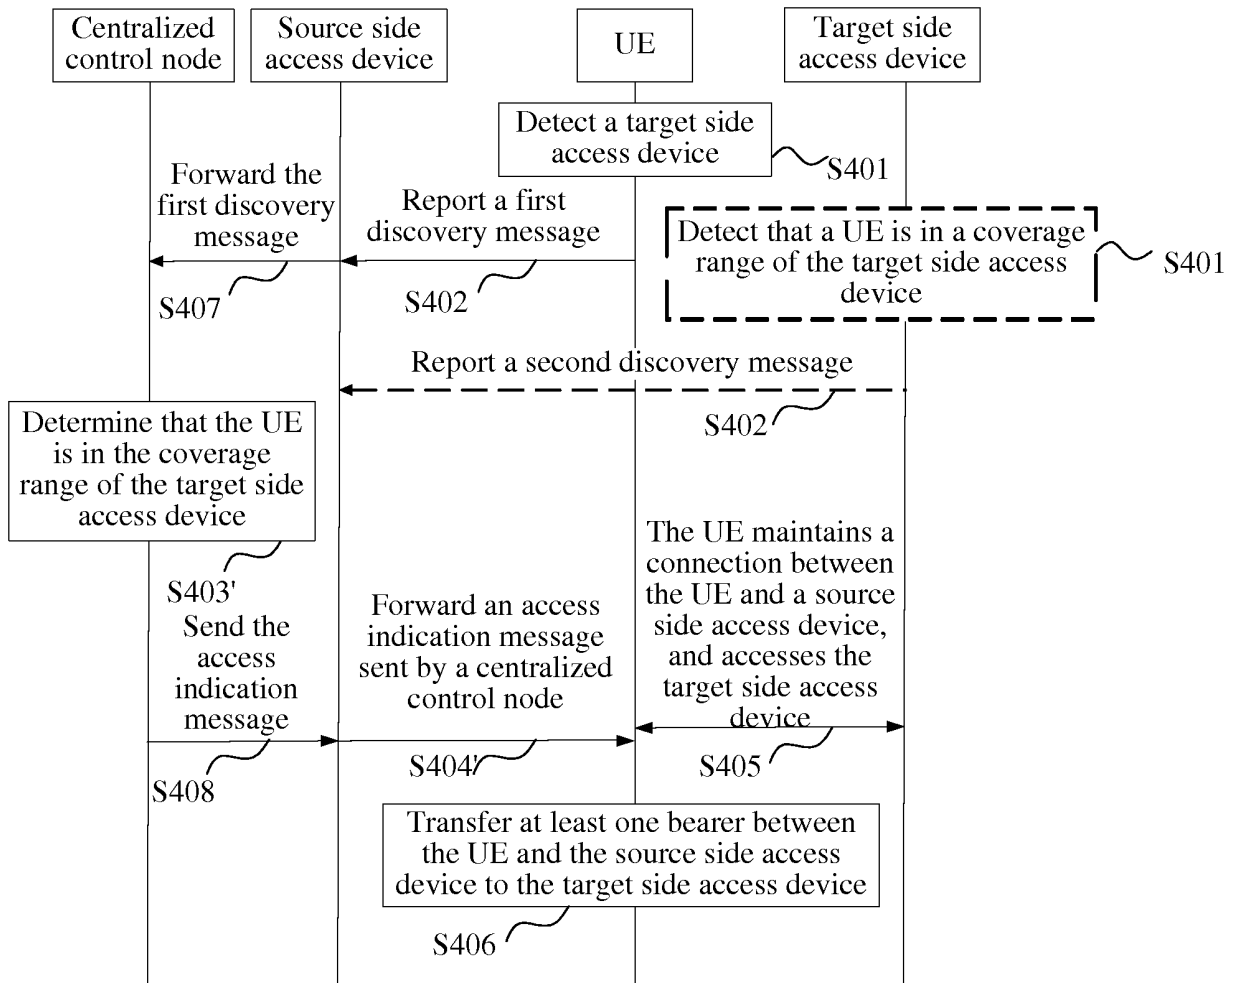 Centralized
control node
Source side
access device
UE
Target side
access device
Detect a target side
access device
S401
Forward the
first discovery
message
S407
Report a first
discovery message
S402
Detect that a UE is in a coverage
range of the target side access
device
S401
Report a second discovery message
S402
Determine that the UE
is in the coverage
range of the target side
access device
S403'
Send the
access
indication
message
S408
Forward an access
indication message
sent by a centralized
control node
S404'
The UE maintains a
connection between
the UE and a source
side access device,
and accesses the
target side access
device
S405
Transfer at least one bearer between
the UE and the source side access
device to the target side access device
S406